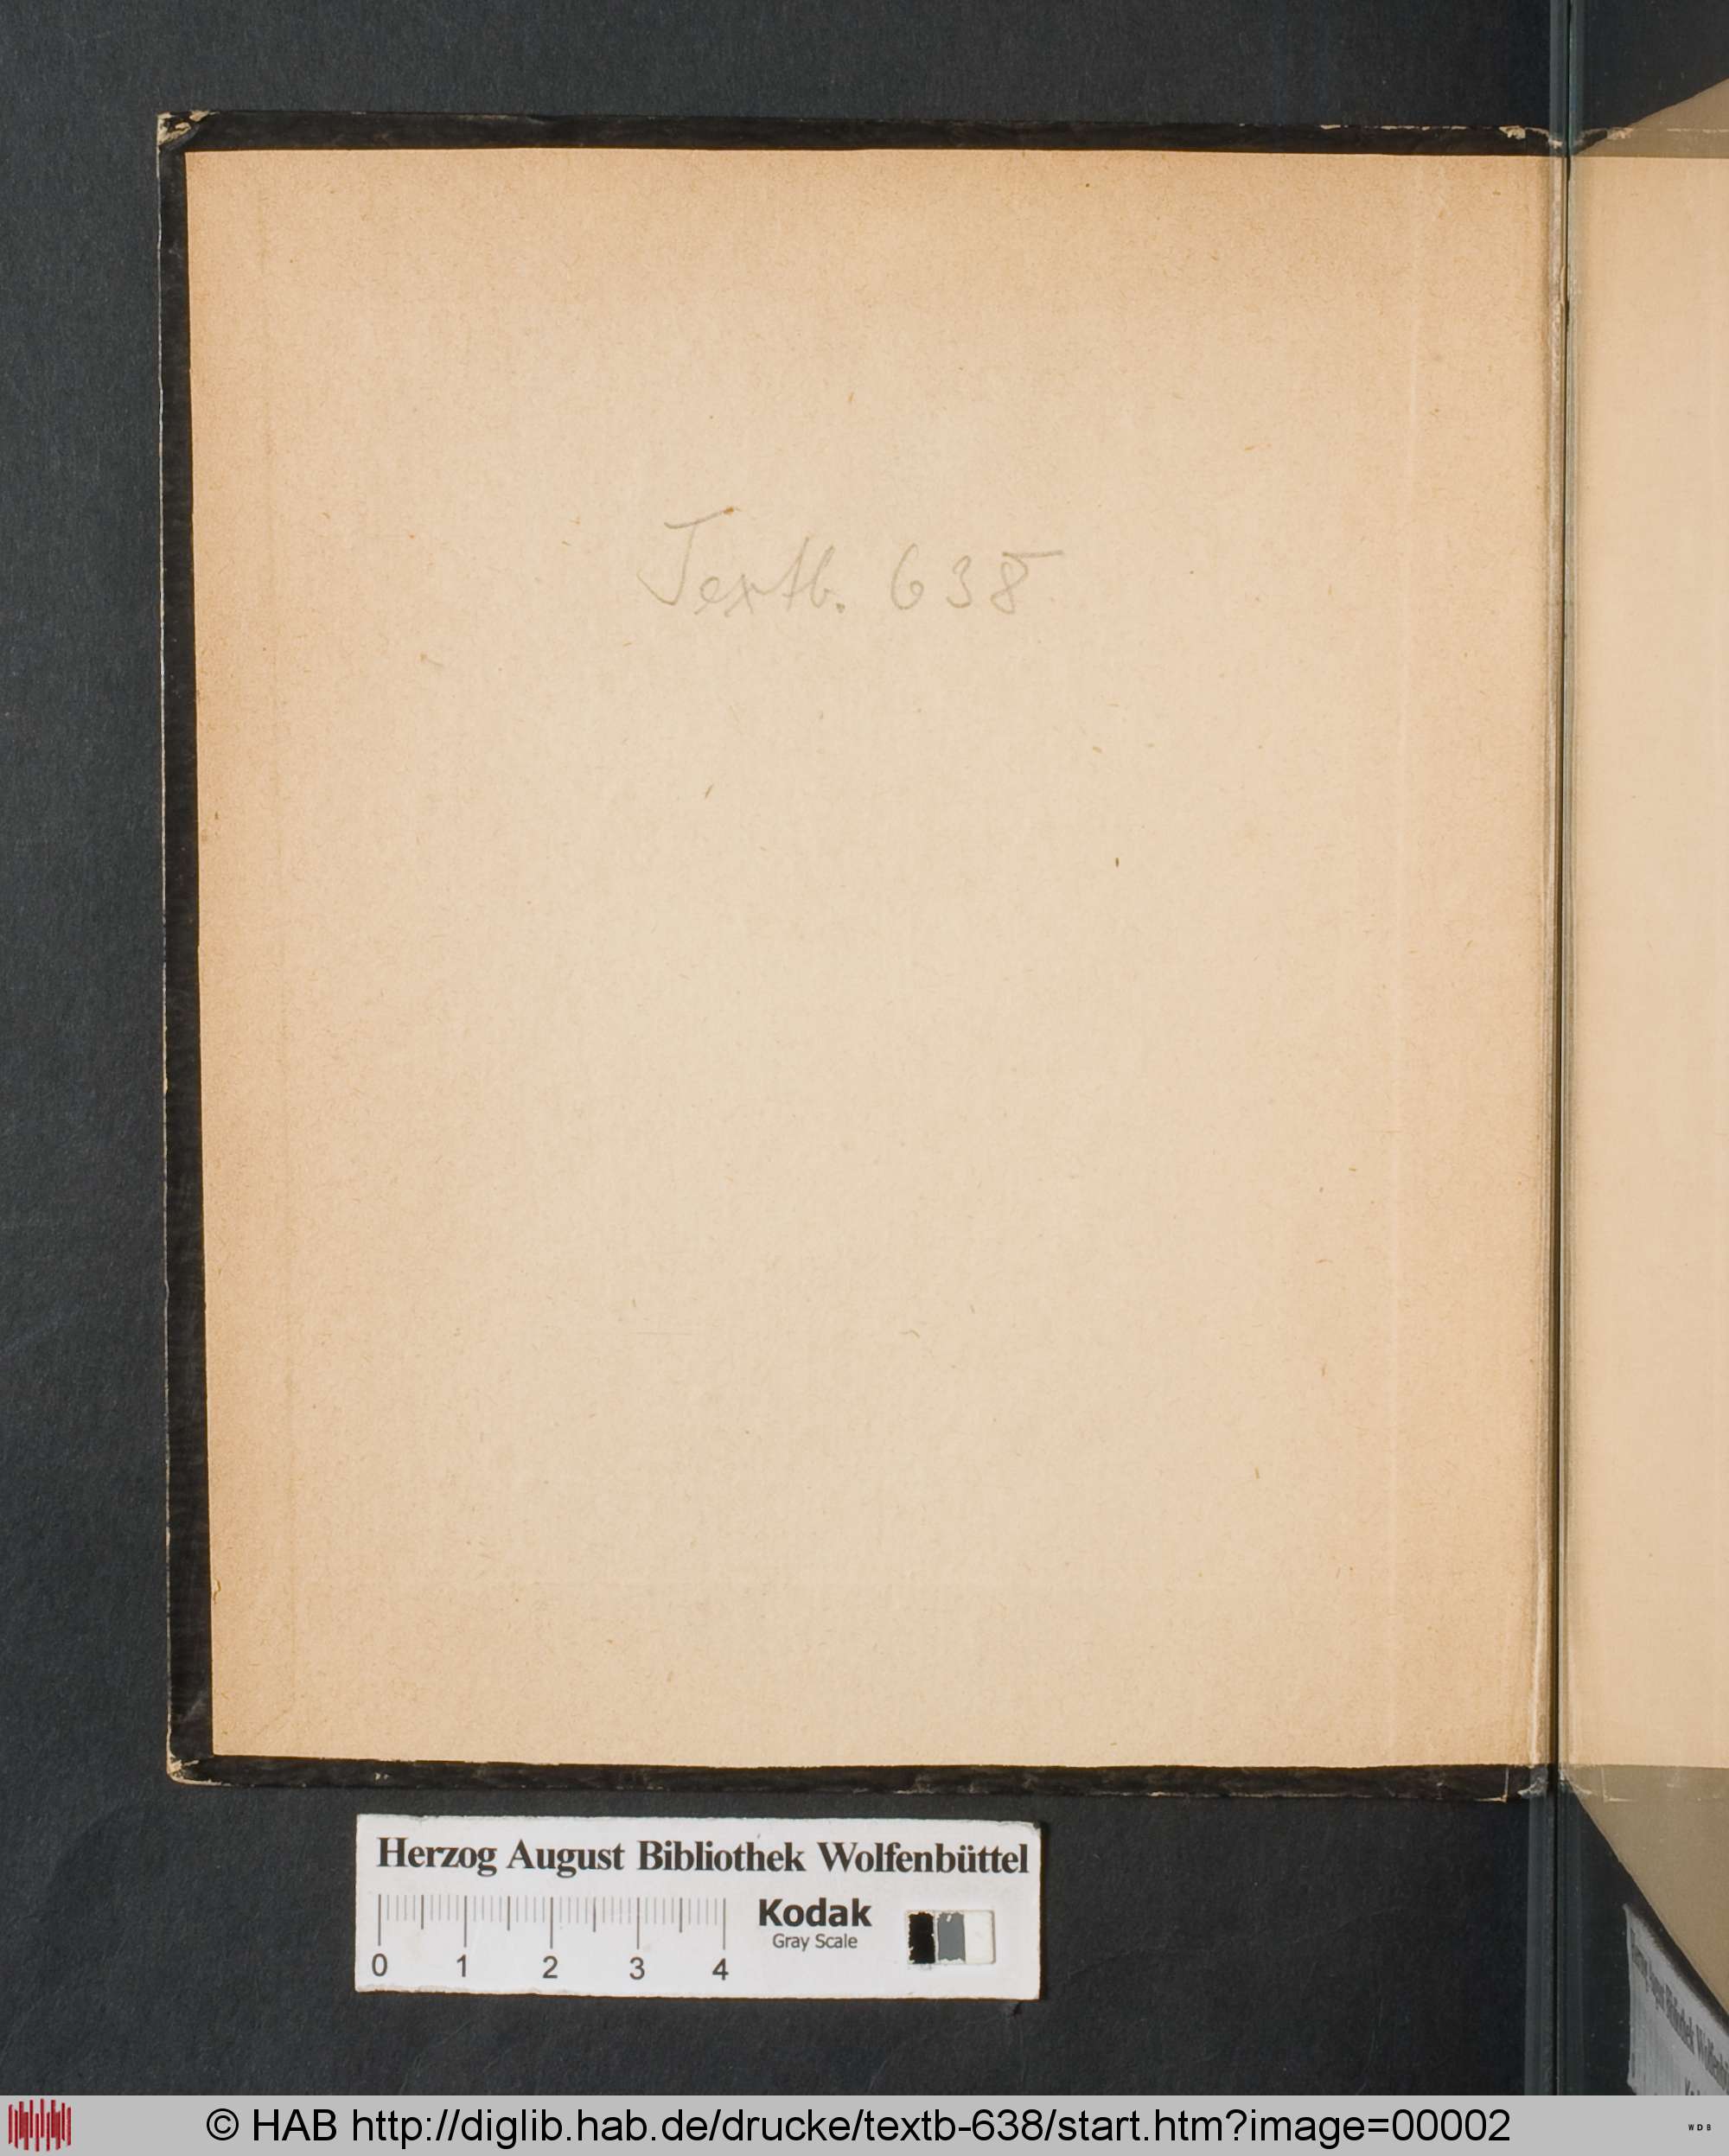 Textb. 638
Herzog August Bibliothek Wolfenbüttel
Kodak
Gray Scale
0 1 2 3 4
© HAB http://diglib.hab.de/drucke/textb-638/start.htm?image=00002
WDB